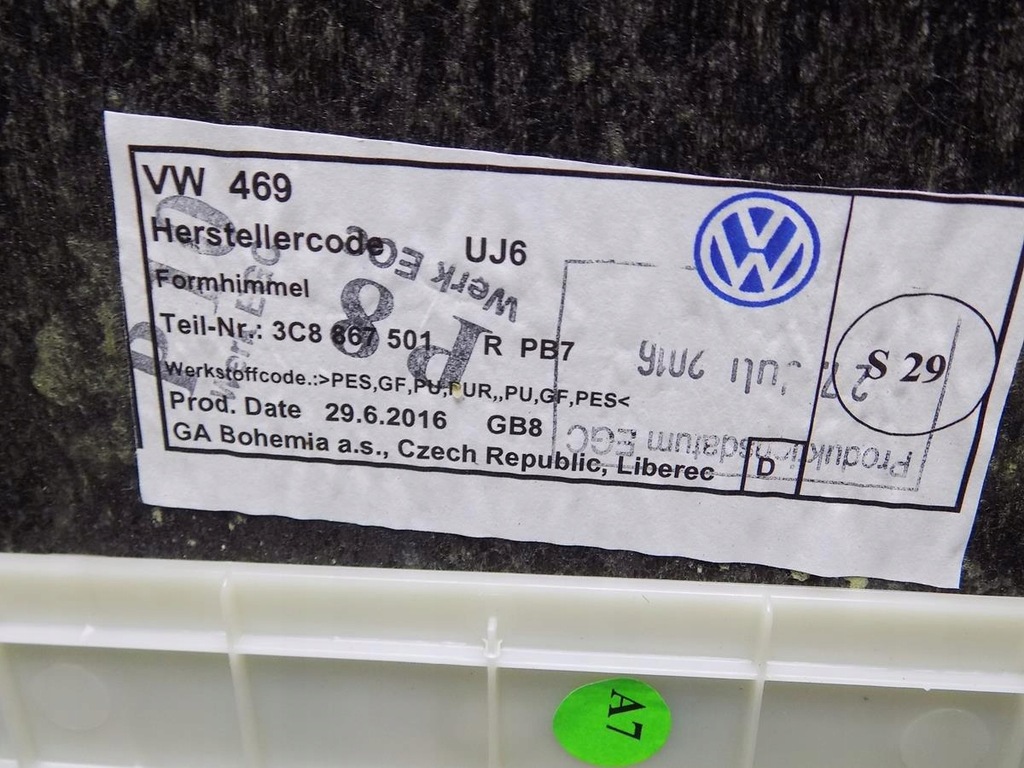 VW 469
Herstellercode UJ6
Formhimmel
Teil-Nr.: 3C8 867 501 R PB7
Werkstoffcode.:>PES,GF,PU,PUR,,PU,GF,PES<
Prod. Date 29.6.2016 GB8
GA Bohemia a.s., Czech Republic, Liberec D
S 29
Werk EGC
P8
Produktionsdatum EGC
27. Juli 2016
A7